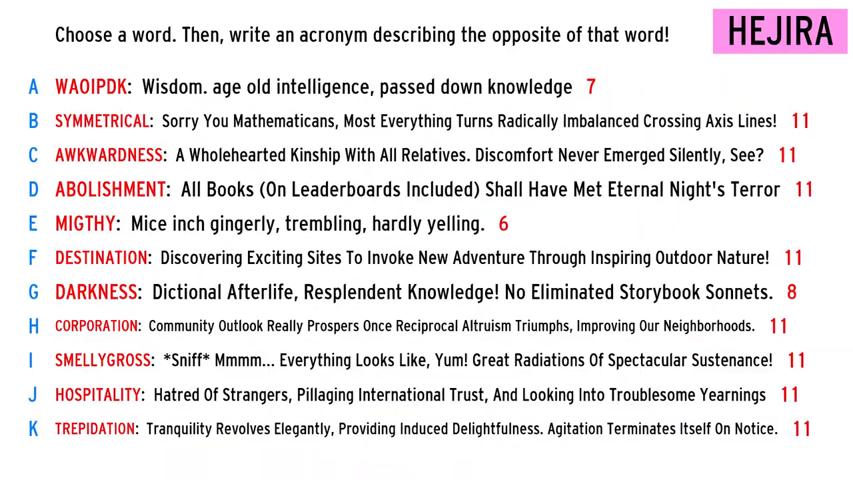 Choose a word. Then, write an acronym describing the opposite of that word!
HEJIRA
A WAOIPDK: Wisdom. age old intelligence, passed down knowledge 7
B SYMMETRICAL: Sorry You Mathematicans, Most Everything Turns Radically Imbalanced Crossing Axis Lines! 11
C AWKWARDNESS: A Wholehearted Kinship With All Relatives. Discomfort Never Emerged Silently, See? 11
D ABOLISHMENT: All Books (On Leaderboards Included) Shall Have Met Eternal Night's Terror 11
E MIGTHY: Mice inch gingerly, trembling, hardly yelling. 6
F DESTINATION: Discovering Exciting Sites To Invoke New Adventure Through Inspiring Outdoor Nature! 11
G DARKNESS: Dictional Afterlife, Resplendent Knowledge! No Eliminated Storybook Sonnets. 8
H CORPORATION: Community Outlook Really Prospers Once Reciprocal Altruism Triumphs, Improving Our Neighborhoods. 11
I SMELLYGROSS: *Sniff* Mmmm... Everything Looks Like, Yum! Great Radiations Of Spectacular Sustenance! 11
J HOSPITALITY: Hatred Of Strangers, Pillaging International Trust, And Looking Into Troublesome Yearnings 11
K TREPIDATION: Tranquility Revolves Elegantly, Providing Induced Delightfulness. Agitation Terminates Itself On Notice. 11